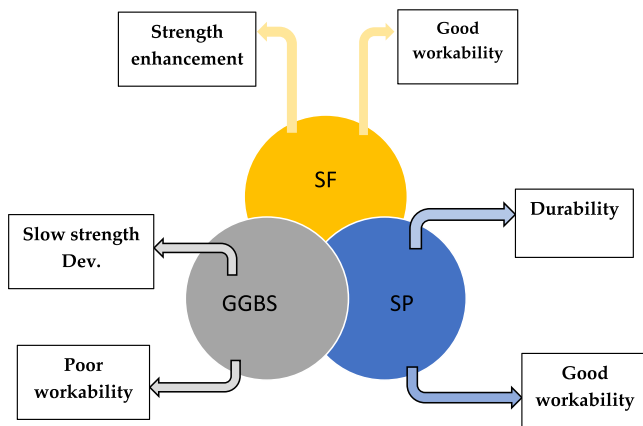 Strength
enhancement
Good
workability
SF
Slow strength
Dev.
Durability
GGBS
SP
Poor
workability
Good
workability